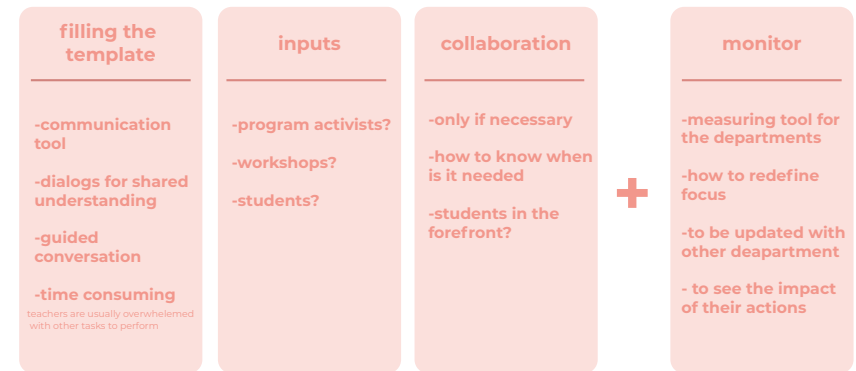 filling the
template
-communication
tool
-dialogs for shared
understanding
-guided
conversation
-time consuming
teachers are usually overwhelemed
with other tasks to perform
inputs
-program activists?
-workshops?
-students?
collaboration
-only if necessary
-how to know when
is it needed
-students in the
forefront?
+
monitor
-measuring tool for
the departments
-how to redefine
focus
-to be updated with
other deapartment
- to see the impact
of their actions